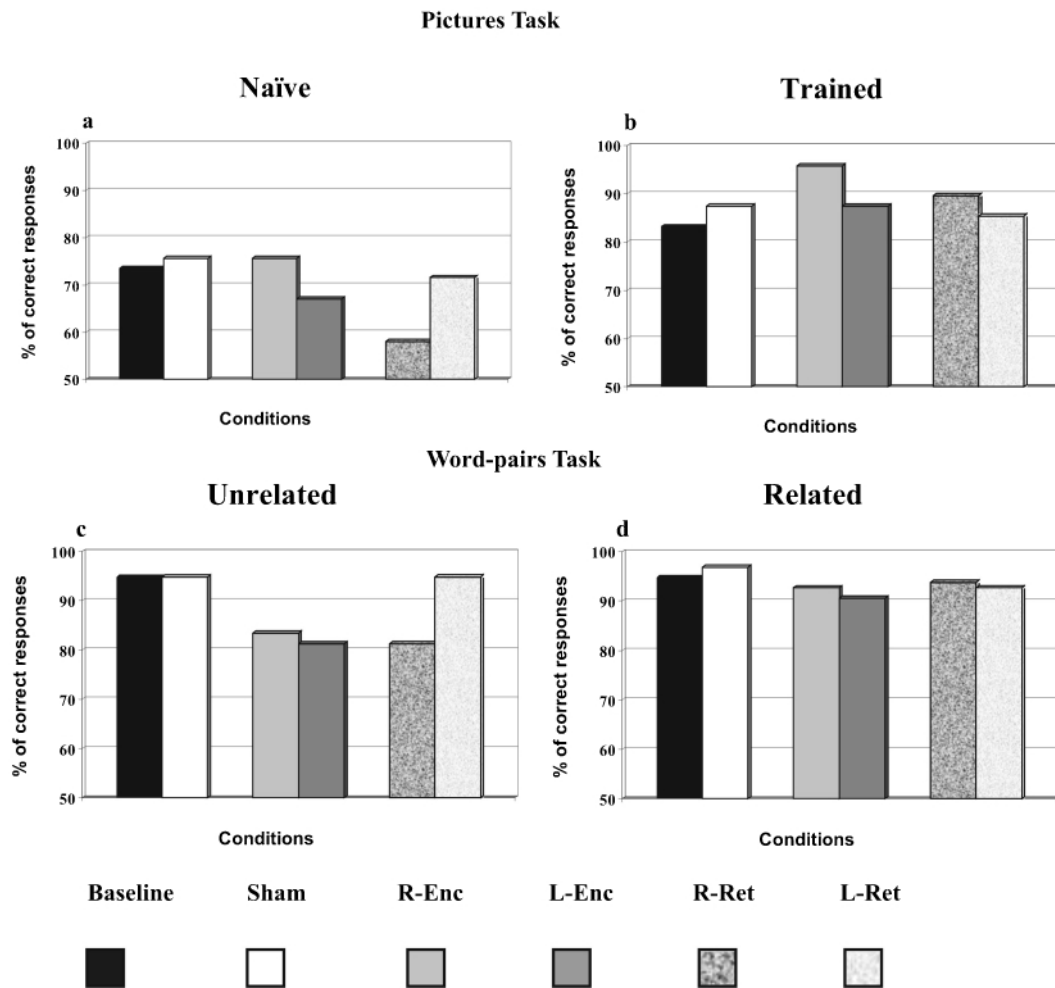 Pictures Task
Naïve
Trained
a
b
% of correct responses
100
90
80
70
60
50
Conditions
% of correct responses
100
90
80
70
60
50
Conditions
Word-pairs Task
Unrelated
Related
c
d
% of correct responses
100
90
80
70
60
50
Conditions
% of correct responses
100
90
80
70
60
50
Conditions
Baseline Sham R-Enc L-Enc R-Ret L-Ret